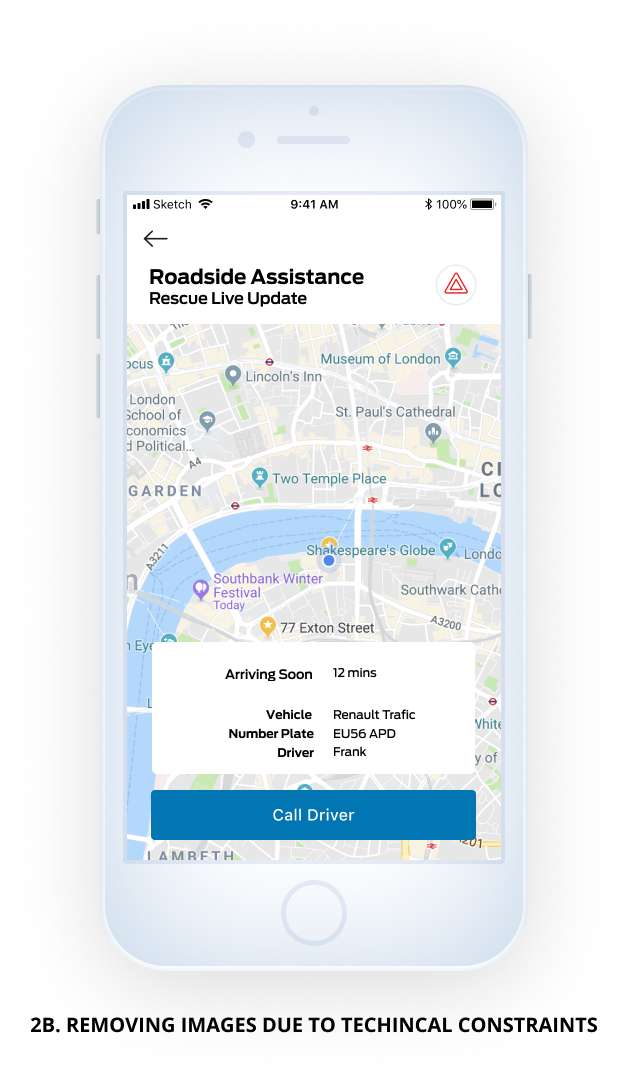 Sketch 9:41 AM 100%
Roadside Assistance
Rescue Live Update
Museum of London
ocus
Lincoln's Inn
London
School of
conomics
d Political...
St. Paul's Cathedral
A4
CI
LO
Two Temple Place
GARDEN
A3211
Shakespeare's Globe
Londo
Southbank Winter
Festival
Today
Southwark Cath
A3200
77 Exton Street
n Eye
Arriving Soon 12 mins
Vehicle Renault Trafic
Number Plate EU56 APD
Driver Frank
White
y of
Call Driver
LAMBETH
2B. REMOVING IMAGES DUE TO TECHINCAL CONSTRAINTS